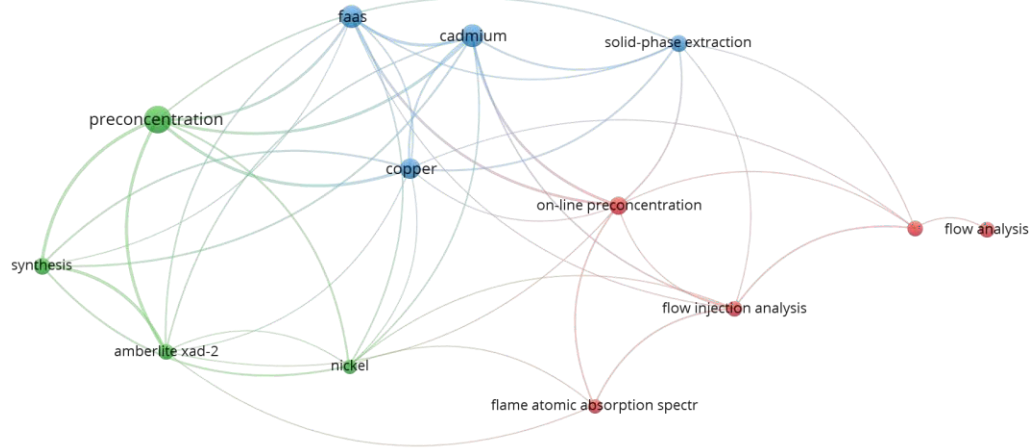 faas
cadmium
solid-phase extraction
preconcentration
copper
on-line preconcentration
flow analysis
synthesis
flow injection analysis
amberlite xad-2
nickel
flame atomic absorption spectr